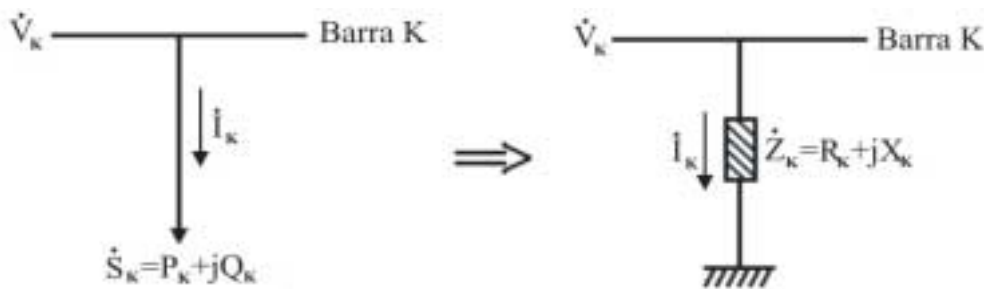 V̇ₖ Barra K
İₖ
Ṡₖ=Pₖ+jQₖ
V̇ₖ Barra K
İₖ Żₖ=Rₖ+jXₖ